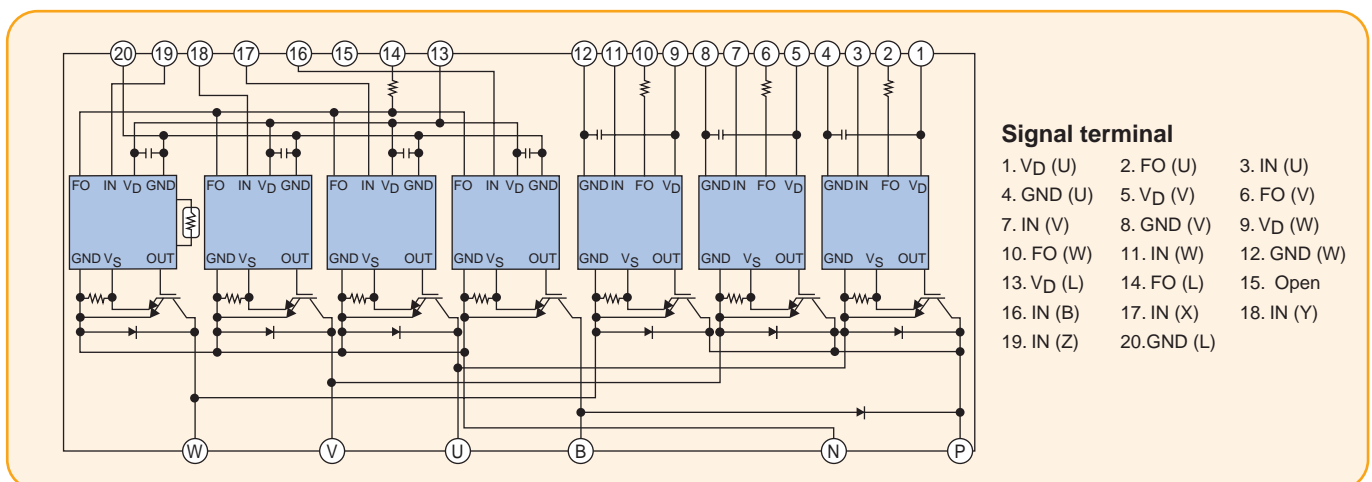 20 19 18 17 16 15 14 13 12 11 10 9 8 7 6 5 4 3 2 1
FO IN VD GND FO IN VD GND FO IN VD GND FO IN VD GND GND IN FO VD GND IN FO VD GND IN FO VD
GND VS OUT GND VS OUT GND VS OUT GND VS OUT GND VS OUT GND VS OUT GND VS OUT
W V U B N P
Signal terminal
1. VD (U) 2. FO (U) 3. IN (U)
4. GND (U) 5. VD (V) 6. FO (V)
7. IN (V) 8. GND (V) 9. VD (W)
10. FO (W) 11. IN (W) 12. GND (W)
13. VD (L) 14. FO (L) 15. Open
16. IN (B) 17. IN (X) 18. IN (Y)
19. IN (Z) 20.GND (L)